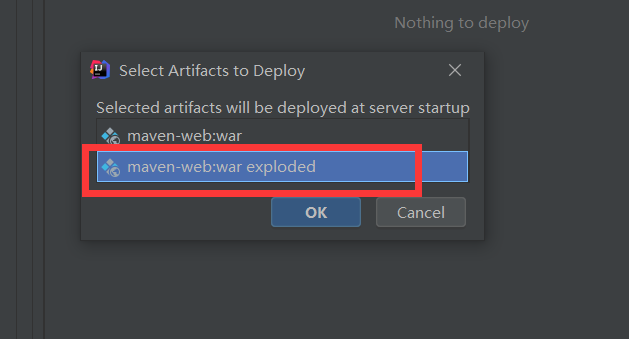 Nothing to deploy
Select Artifacts to Deploy
Selected artifacts will be deployed at server startup
maven-web:war
maven-web:war exploded
OK Cancel